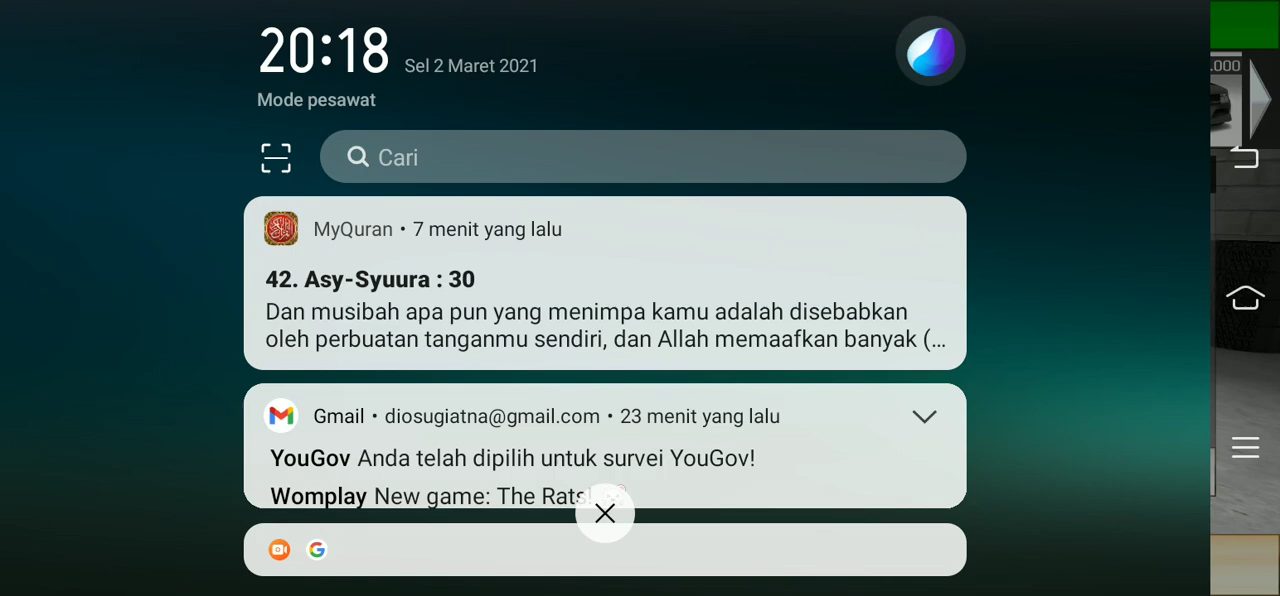 20:18 Sel 2 Maret 2021
Mode pesawat
Cari
MyQuran • 7 menit yang lalu
42. Asy-Syuura : 30
Dan musibah apa pun yang menimpa kamu adalah disebabkan
oleh perbuatan tanganmu sendiri, dan Allah memaafkan banyak (...
Gmail • diosugiatna@gmail.com • 23 menit yang lalu
YouGov Anda telah dipilih untuk survei YouGov!
Womplay New game: The Rats!
.000